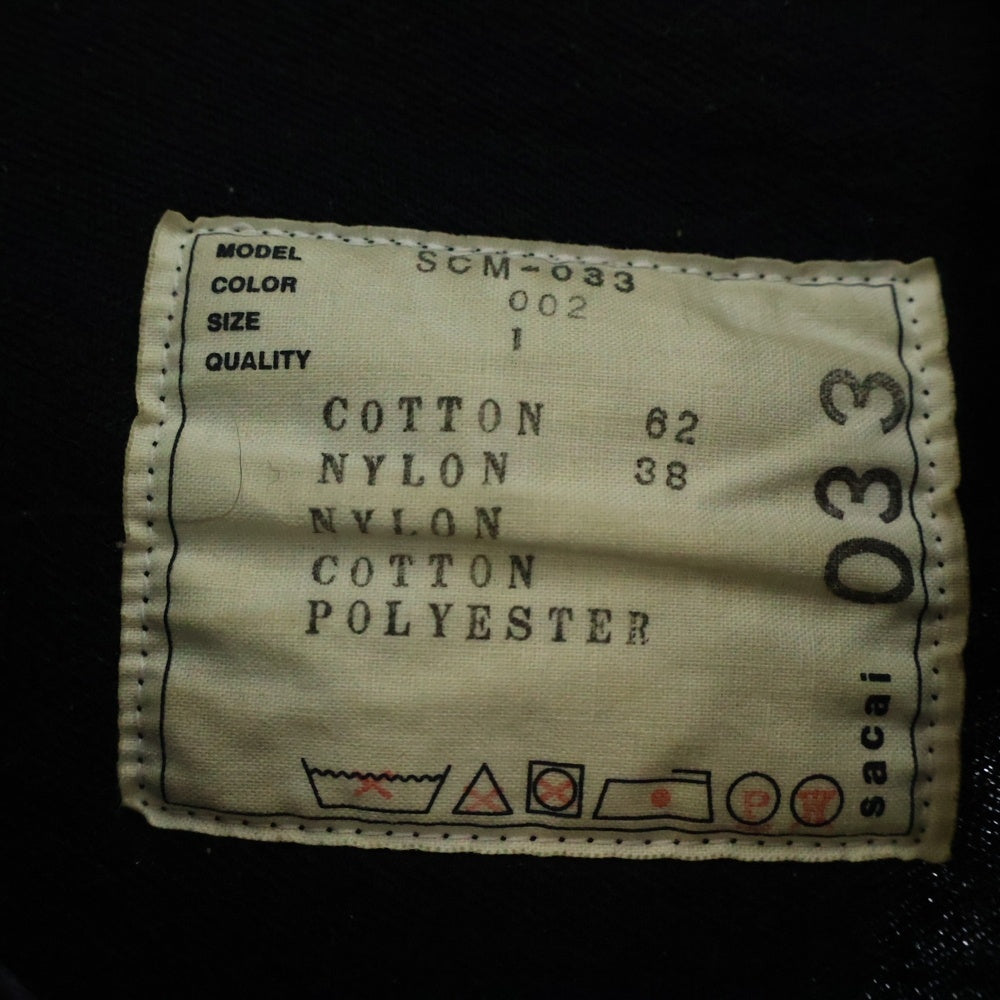 MODEL SCM-033
COLOR 002
SIZE 1
QUALITY
COTTON 62
NYLON 38
NYLON
COTTON
POLYESTER
P W
sacai 033